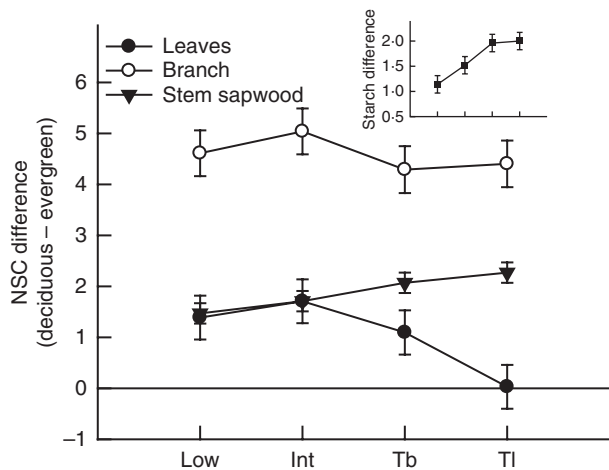 Leaves
Branch
Stem sapwood
Starch difference
2·0
1·5
1·0
0·5
NSC difference
(deciduous – evergreen)
6
5
4
3
2
1
0
–1
Low Int Tb Tl